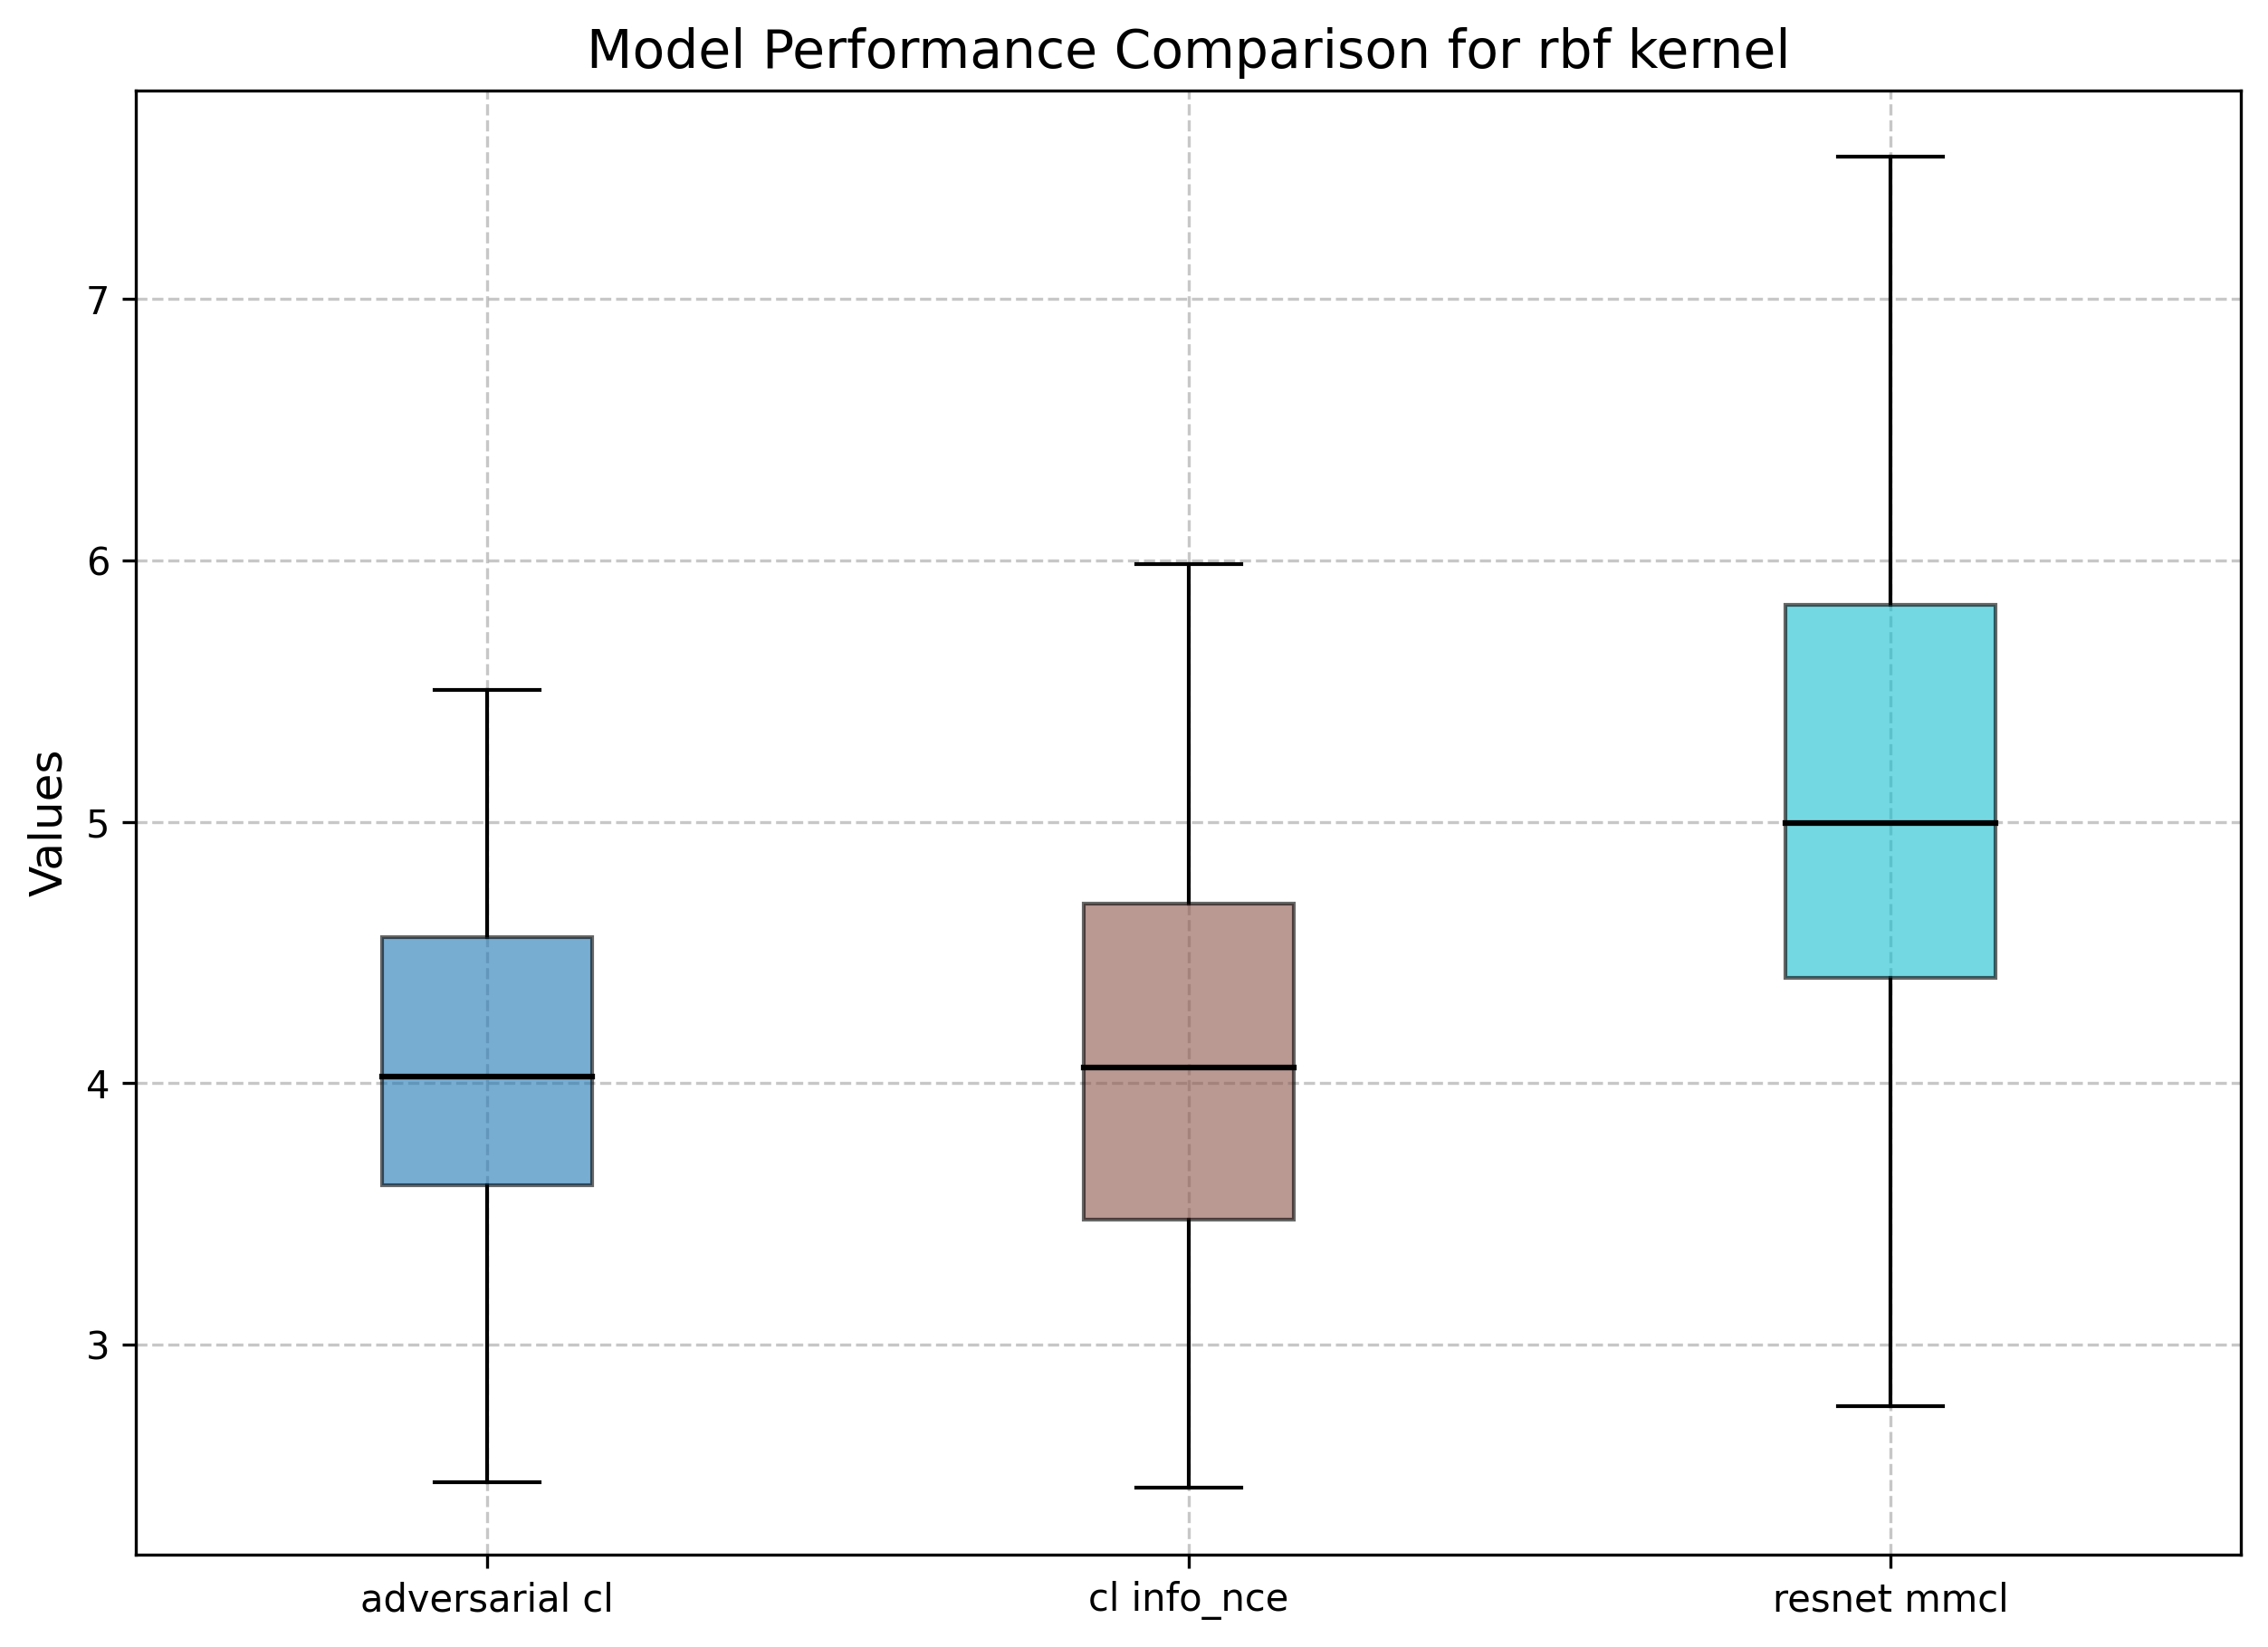 Model Performance Comparison for rbf kernel
Values
7
6
5
4
3
adversarial cl
cl info_nce
resnet mmcl